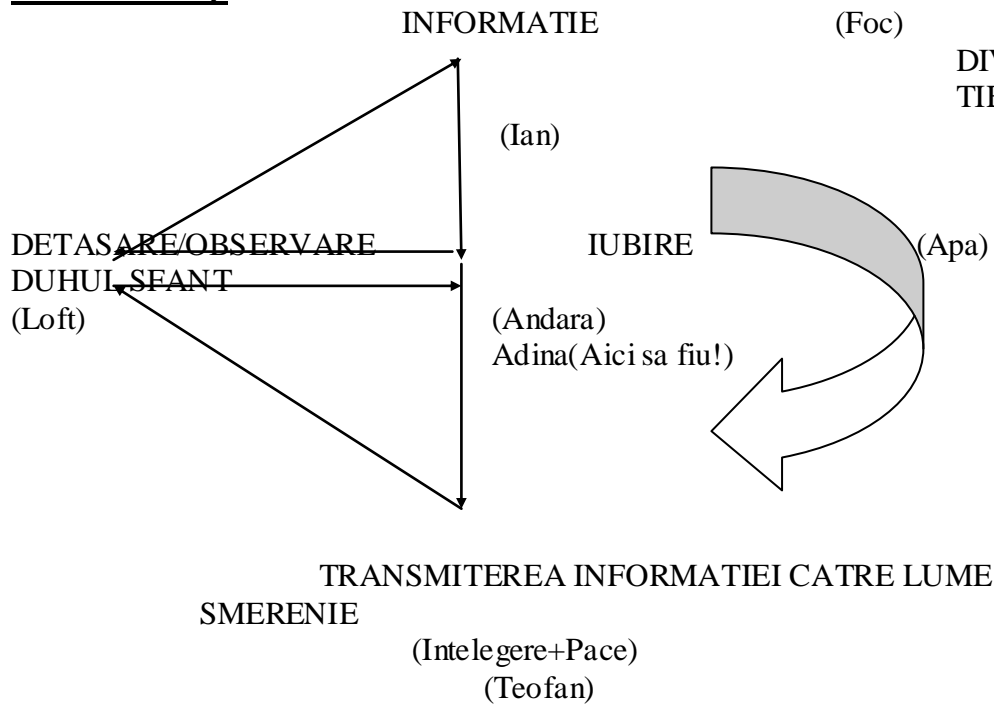 INFORMATIE (Foc)
(Ian)
DETASARE/OBSERVARE IUBIRE (Apa)
DUHUL SFANT
(Loft) (Andara)
Adina(Aici sa fiu!)
TRANSMITEREA INFORMATIEI CATRE LUME
SMERENIE
(Intelegere+Pace)
(Teofan)